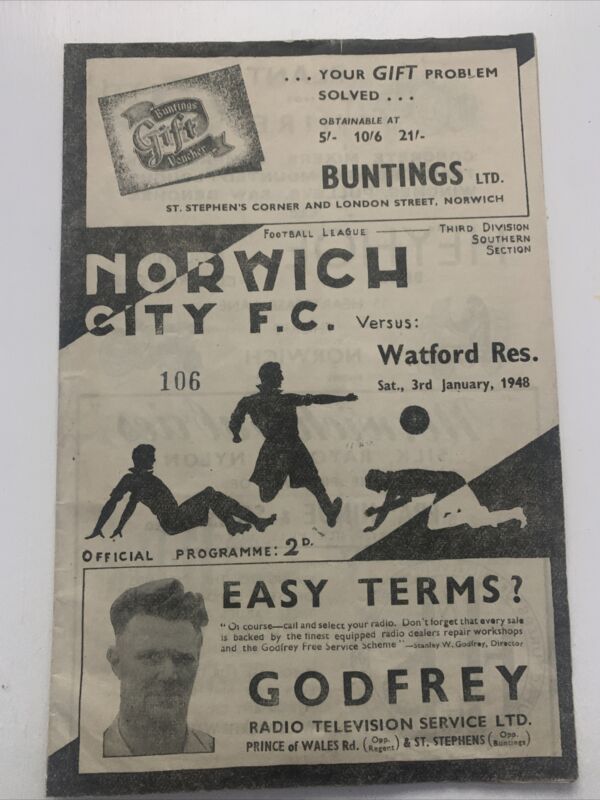 Buntings
Gift
Voucher
... YOUR GIFT PROBLEM
SOLVED ...
OBTAINABLE AT
5/- 10/6 21/-
BUNTINGS LTD.
ST. STEPHEN'S CORNER AND LONDON STREET, NORWICH
FOOTBALL LEAGUE THIRD DIVISION
SOUTHERN
SECTION
NORWICH
CITY F.C. VERSUS:
Watford Res.
106
Sat., 3rd January, 1948
OFFICIAL PROGRAMME: 2D.
EASY TERMS?
"Of course—call and select your radio. Don't forget that every sale
is backed by the finest equipped radio dealers repair workshops
and the Godfrey Free Service Scheme"—Stanley W. Godfrey, Director
GODFREY
RADIO TELEVISION SERVICE LTD.
PRINCE of WALES Rd. (Opp. Regent) & ST. STEPHENS (Opp. Buntings)